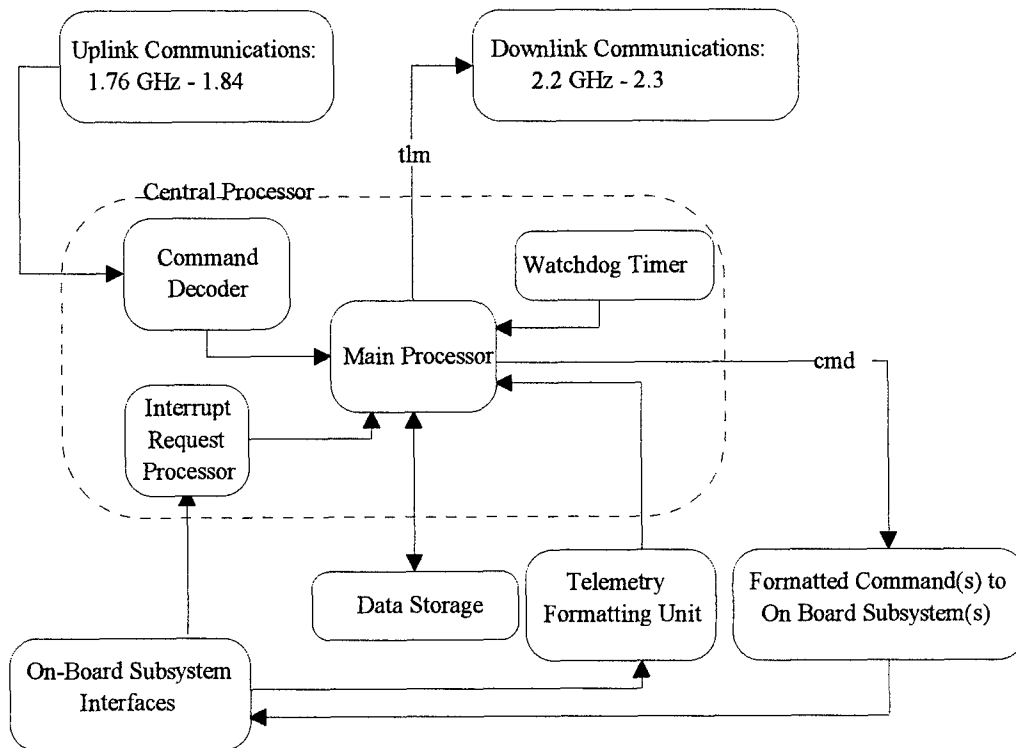 Uplink Communications:
1.76 GHz - 1.84
Downlink Communications:
2.2 GHz - 2.3
tlm
Central Processor
Command
Decoder
Watchdog Timer
Main Processor
cmd
Interrupt
Request
Processor
Data Storage
Telemetry
Formatting Unit
Formatted Command(s) to
On Board Subsystem(s)
On-Board Subsystem
Interfaces